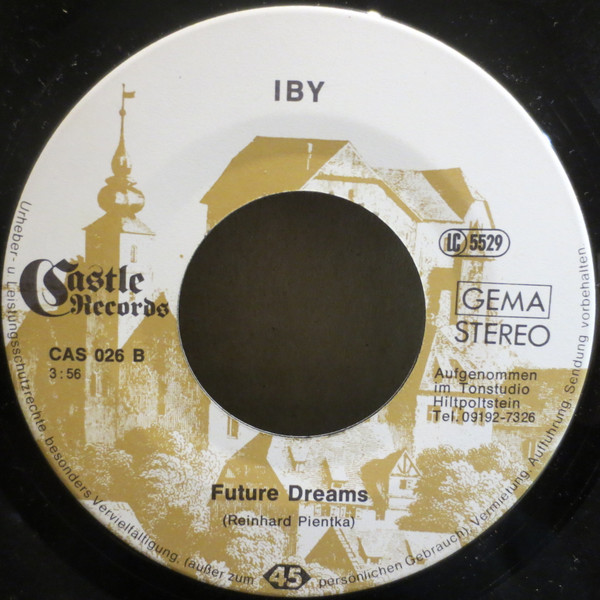 IBY
LC 5529
Castle
Records
GEMA
STEREO
CAS 026 B
3:56
Aufgenommen
im Tonstudio
Hiltpoltstein
Tel. 09192-7326
Future Dreams
(Reinhard Pientka)
45
Urheber- u Leistungsschutzrechte, besonders Vervielfältigung, (außer zum persönlichen Gebrauch) Vermietung, Aufführung, Sendung vorbehalten